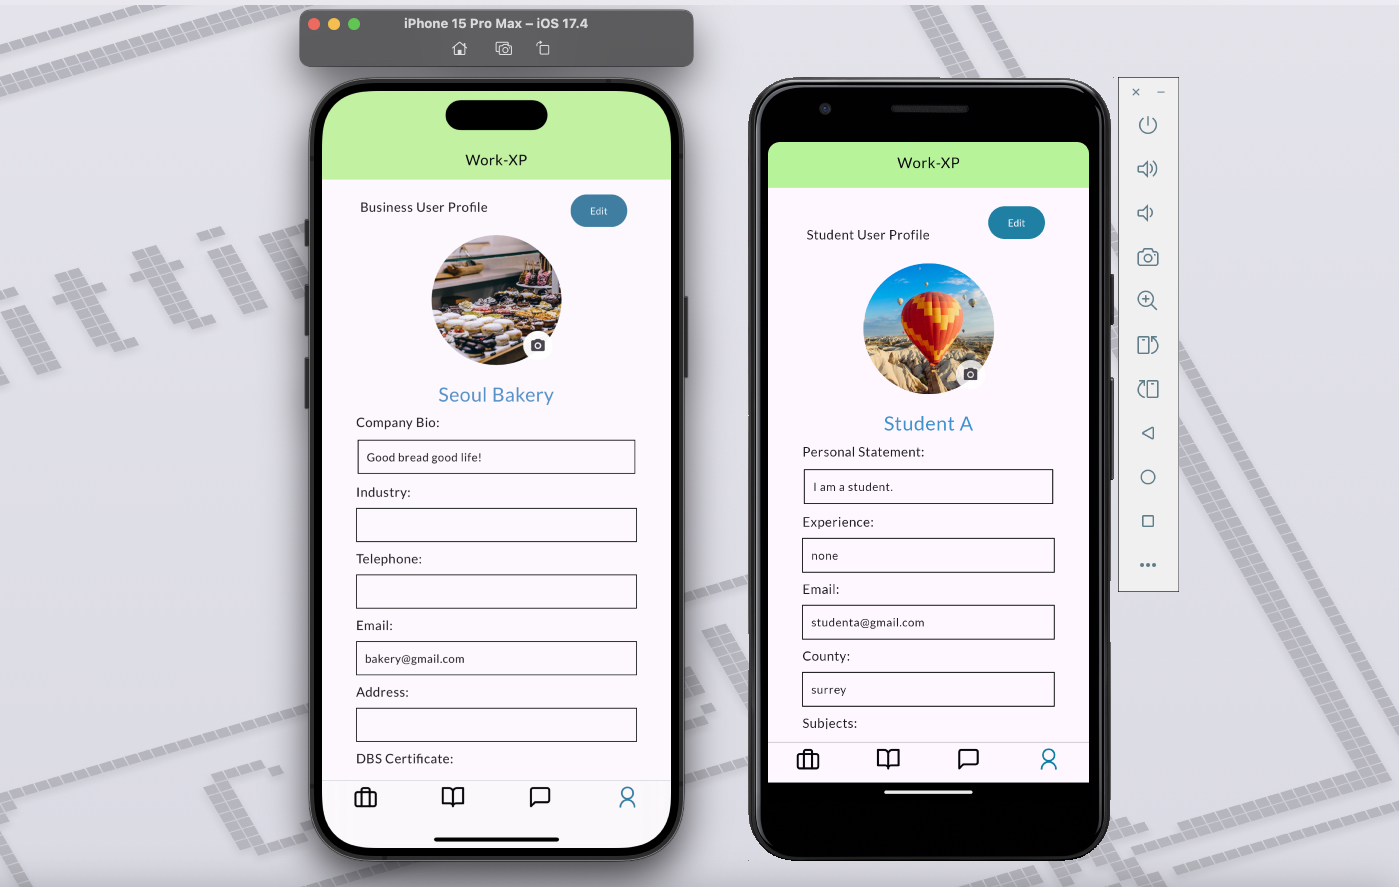 iPhone 15 Pro Max – iOS 17.4
Work-XP
Business User Profile
Edit
Seoul Bakery
Company Bio:
Good bread good life!
Industry:
Telephone:
Email:
bakery@gmail.com
Address:
DBS Certificate:
Work-XP
Edit
Student User Profile
Student A
Personal Statement:
I am a student.
Experience:
none
Email:
studenta@gmail.com
County:
surrey
Subjects: